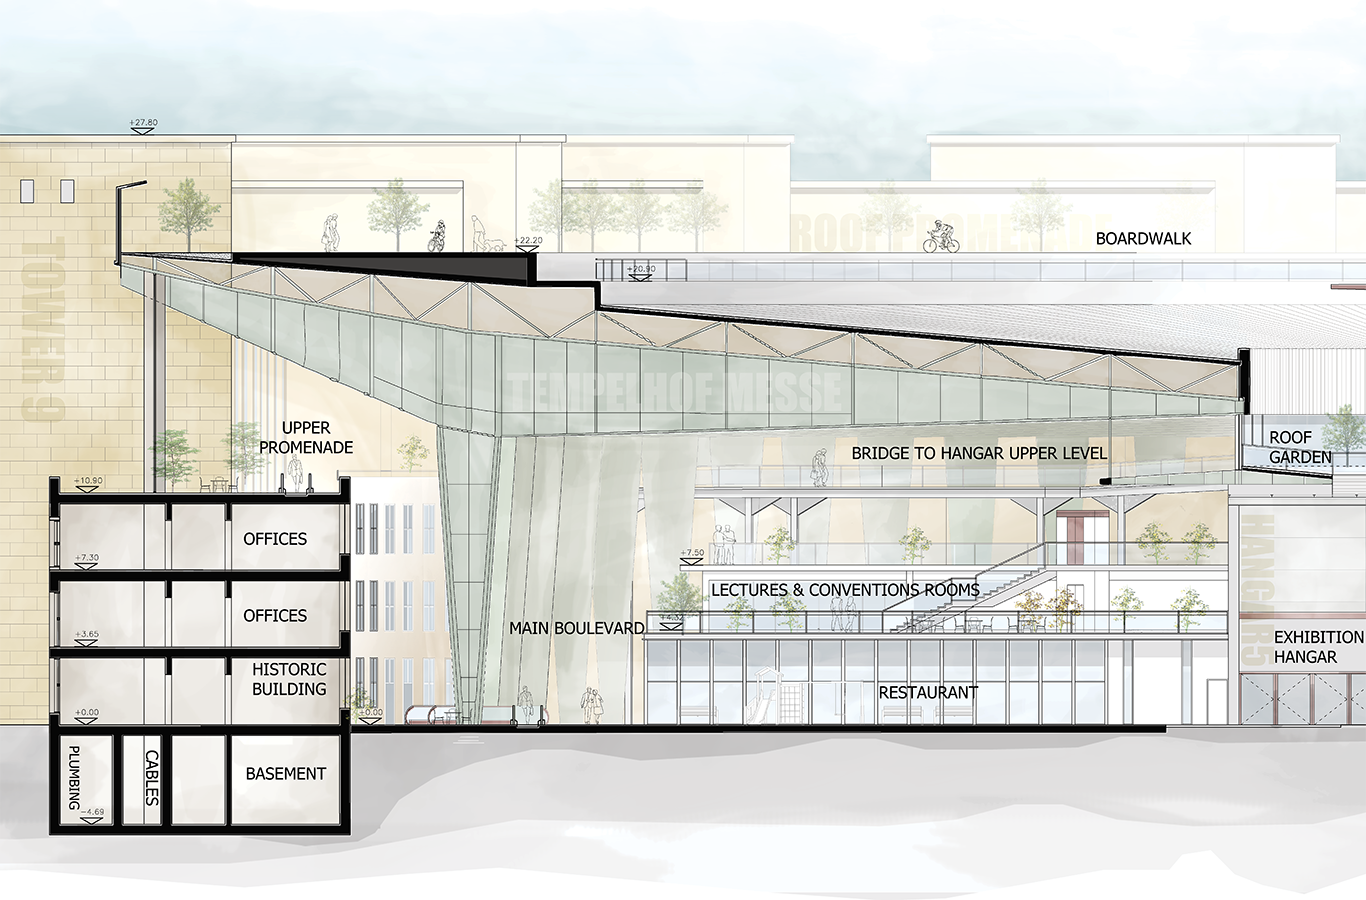 +27.80
TOWER 9
+22.20
ROOF PROMENADE
BOARDWALK
+20.90
TEMPELHOF MESSE
UPPER
PROMENADE
BRIDGE TO HANGAR UPPER LEVEL
ROOF
GARDEN
+10.90
OFFICES
+7.30
+7.50
HANGAR5
LECTURES & CONVENTIONS ROOMS
OFFICES
+3.65
+4.32
MAIN BOULEVARD
EXHIBITION
HANGAR
HISTORIC
BUILDING
RESTAURANT
+0.00
+0.00
PLUMBING
CABLES
BASEMENT
-4.69